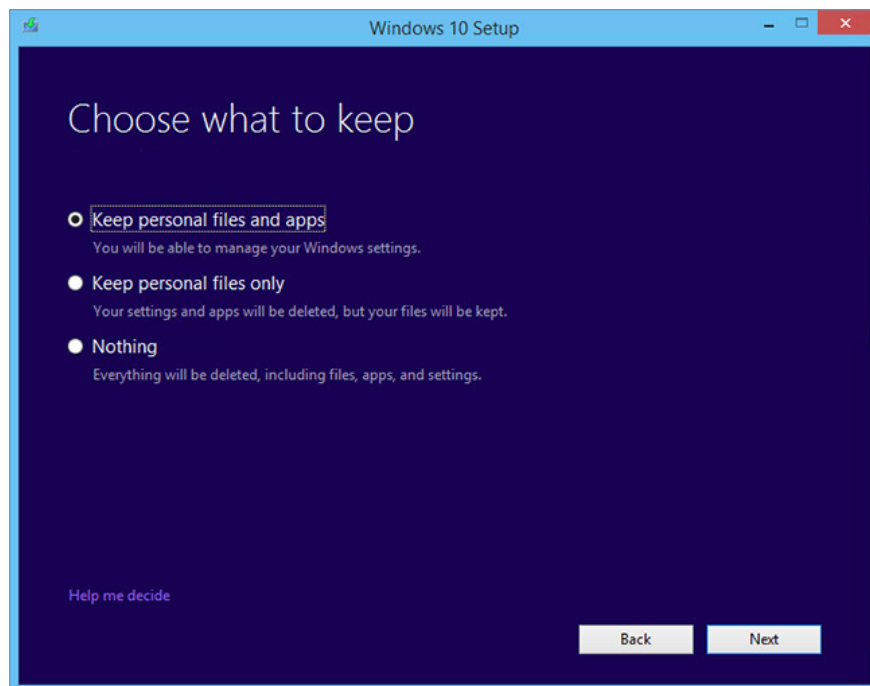 Windows 10 Setup
Choose what to keep
Keep personal files and apps
You will be able to manage your Windows settings.
Keep personal files only
Your settings and apps will be deleted, but your files will be kept.
Nothing
Everything will be deleted, including files, apps, and settings.
Help me decide
Back
Next